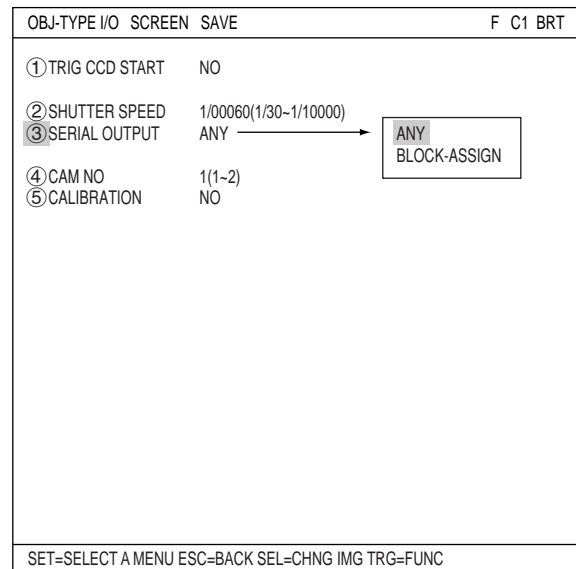 OBJ-TYPE I/O SCREEN SAVE F C1 BRT
①TRIG CCD START NO
②SHUTTER SPEED 1/00060(1/30~1/10000)
③SERIAL OUTPUT ANY ANY
BLOCK-ASSIGN
④CAM NO 1(1~2)
⑤CALIBRATION NO
SET=SELECT A MENU ESC=BACK SEL=CHNG IMG TRG=FUNC